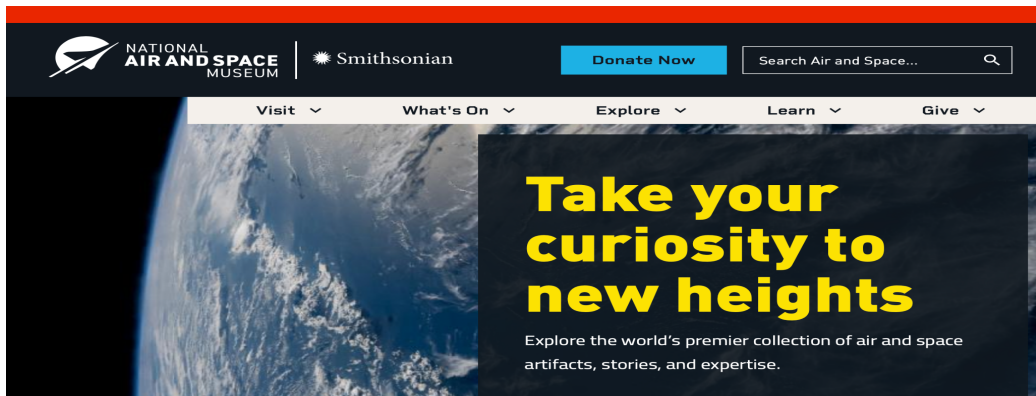 NATIONAL
AIR AND SPACE
MUSEUM
Smithsonian
Donate Now
Search Air and Space...
Visit
What's On
Explore
Learn
Give
Take your
curiosity to
new heights
Explore the world's premier collection of air and space
artifacts, stories, and expertise.